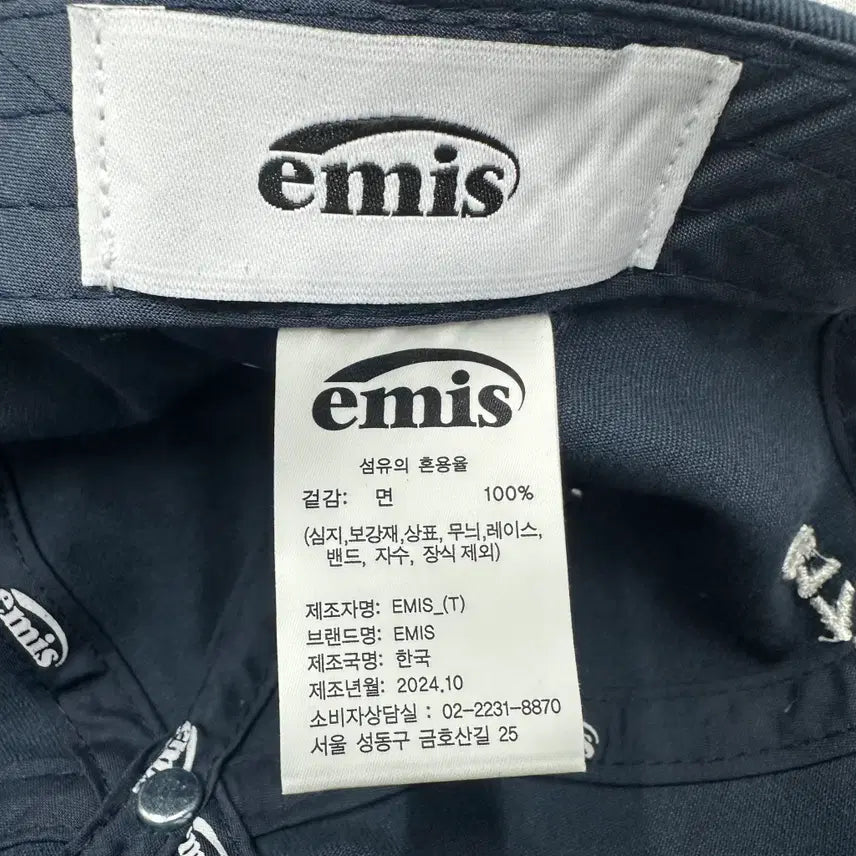 emis
emis
섬유의 혼용율
겉감: 면 100%
(심지,보강재,상표, 무늬,레이스,
밴드, 자수, 장식 제외)
제조자명: EMIS_(T)
브랜드명: EMIS
제조국명: 한국
제조년월: 2024.10
소비자상담실 : 02-2231-8870
서울 성동구 금호산길 25
emis
emis